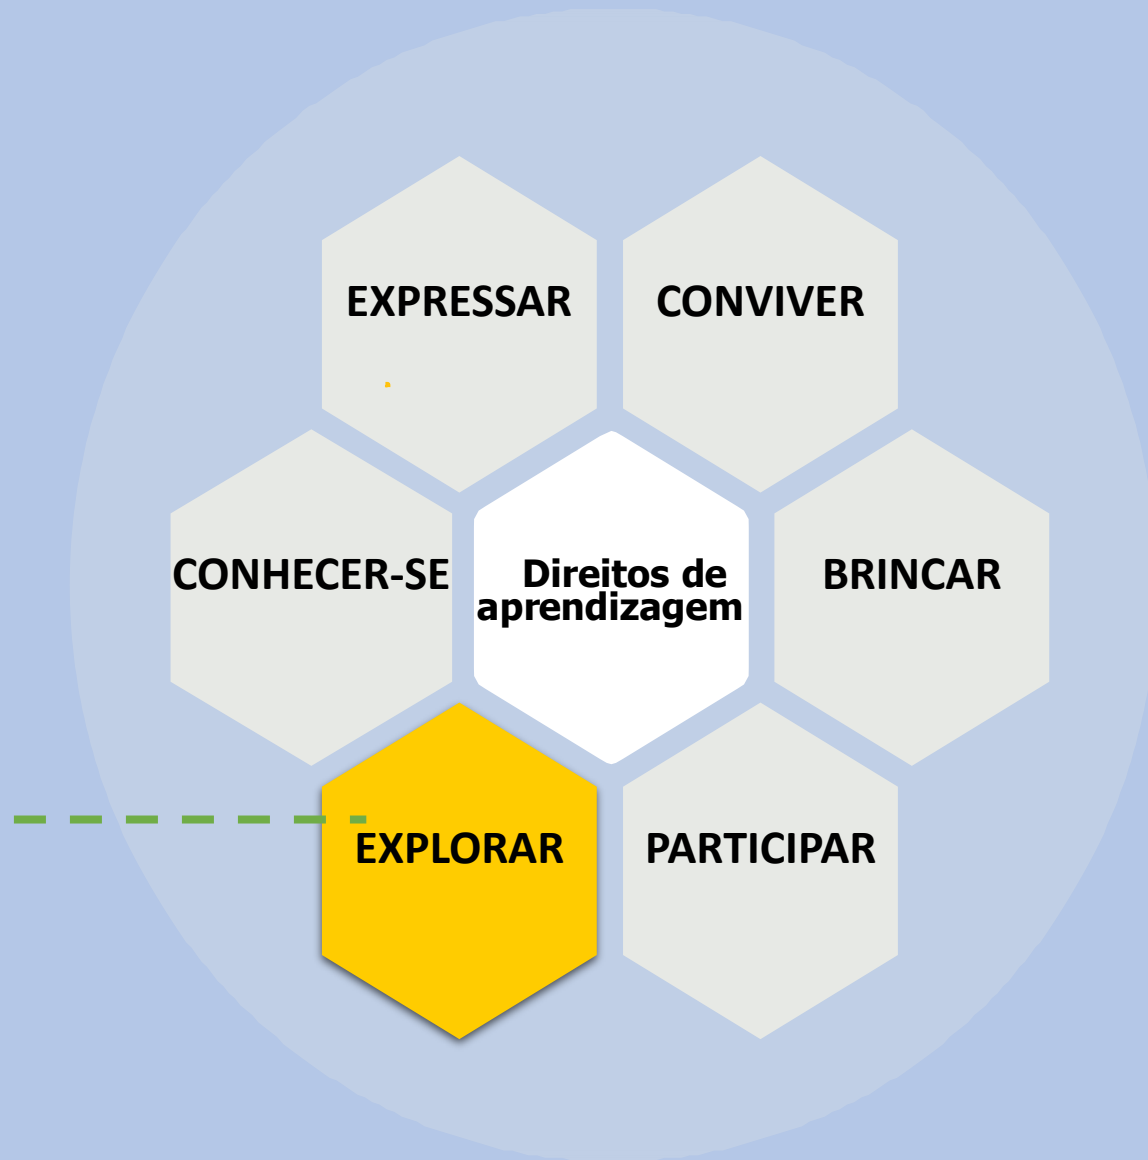 EXPRESSAR
CONVIVER
CONHECER-SE
Direitos de
aprendizagem
BRINCAR
EXPLORAR
PARTICIPAR